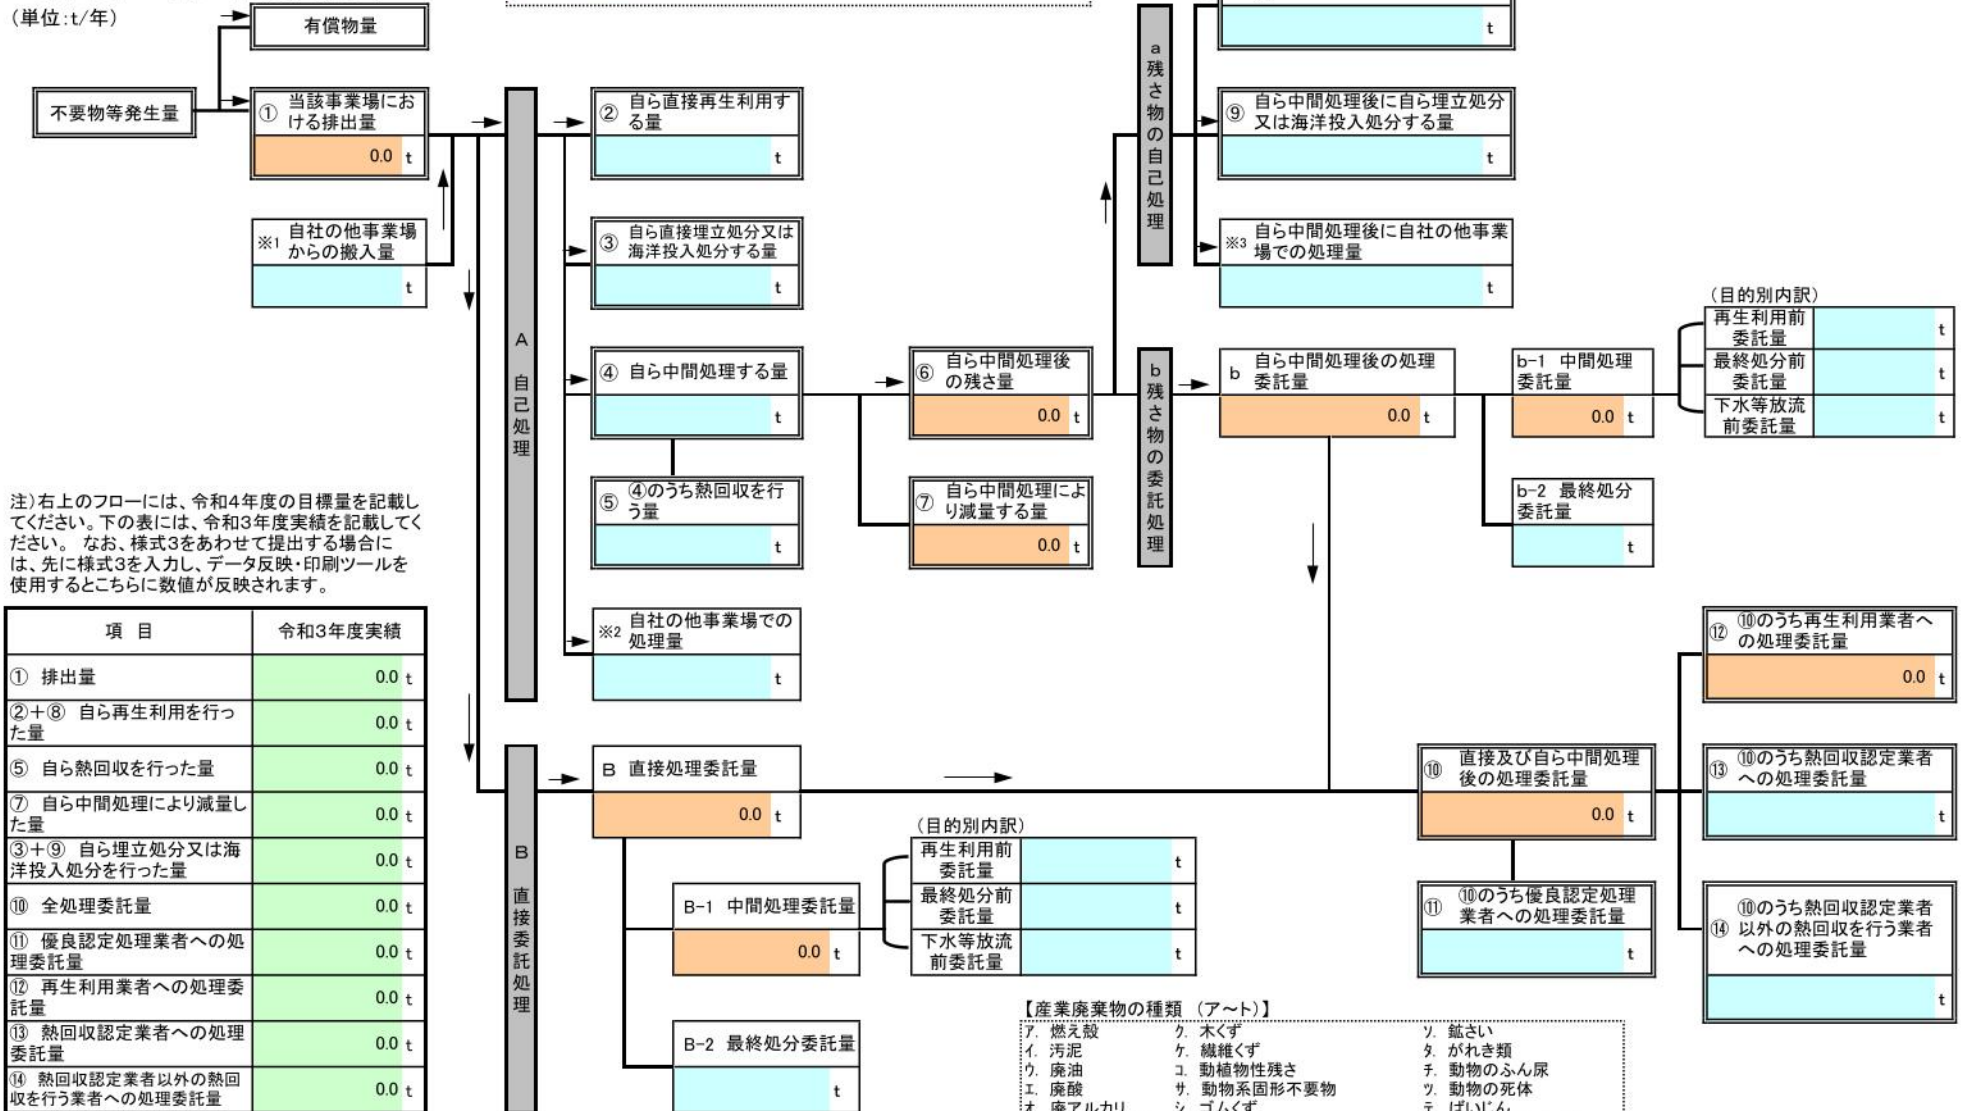 (単位:t/年)
有償物量
t
不要物等発生量
① 当該事業場にお
ける排出量
0.0 t
※1 自社の他事業場
からの搬入量
t
A 自己処理
② 自ら直接再生利用す
る量
t
③ 自ら直接埋立処分又は
海洋投入処分する量
t
④ 自ら中間処理する量
t
⑤ ④のうち熱回収を行
う量
t
※2 自社の他事業場での
処理量
t
⑥ 自ら中間処理後
の残さ量
0.0 t
⑦ 自ら中間処理によ
り減量する量
0.0 t
a 残さ物の自己処理
⑨ 自ら中間処理後に自ら埋立処分
又は海洋投入処分する量
t
※3 自ら中間処理後に自社の他事業
場での処理量
t
b 残さ物の委託処理
b 自ら中間処理後の処理
委託量
0.0 t
b-1 中間処理
委託量
0.0 t
(目的別内訳)
再生利用前
委託量
t
最終処分前
委託量
t
下水等放流
前委託量
t
b-2 最終処分
委託量
t
注)右上のフローには、令和4年度の目標量を記載し
てください。下の表には、令和3年度実績を記載してく
ださい。 なお、様式3をあわせて提出する場合に
は、先に様式3を入力し、データ反映・印刷ツールを
使用するとこちらに数値が反映されます。
項 目 令和3年度実績
① 排出量 0.0 t
②+⑧ 自ら再生利用を行っ
た量 0.0 t
⑤ 自ら熱回収を行った量 0.0 t
⑦ 自ら中間処理により減量し
た量 0.0 t
③+⑨ 自ら埋立処分又は海
洋投入処分を行った量 0.0 t
⑩ 全処理委託量 0.0 t
⑪ 優良認定処理業者への処
理委託量 0.0 t
⑫ 再生利用業者への処理委
託量 0.0 t
⑬ 熱回収認定業者への処理
委託量 0.0 t
⑭ 熱回収認定業者以外の熱回
収を行う業者への処理委託量 0.0 t
B 直接委託処理
B 直接処理委託量
0.0 t
B-1 中間処理委託量
0.0 t
(目的別内訳)
再生利用前
委託量
t
最終処分前
委託量
t
下水等放流
前委託量
t
B-2 最終処分委託量
t
⑩ 直接及び自ら中間処理
後の処理委託量
0.0 t
⑪ ⑩のうち優良認定処理
業者への処理委託量
t
⑫ ⑩のうち再生利用業者へ
の処理委託量
0.0 t
⑬ ⑩のうち熱回収認定業者
への処理委託量
t
⑭ ⑩のうち熱回収認定業者
以外の熱回収を行う業者
への処理委託量
t
【産業廃棄物の種類 (ア~ト)】
ア. 燃え殻 ク. 木くず ソ. 鉱さい
イ. 汚泥 ケ. 繊維くず タ. がれき類
ウ. 廃油 コ. 動植物性残さ チ. 動物のふん尿
エ. 廃酸 サ. 動物系固形不要物 ツ. 動物の死体
オ. 廃アルカリ シ. ゴムくず テ. ばいじん